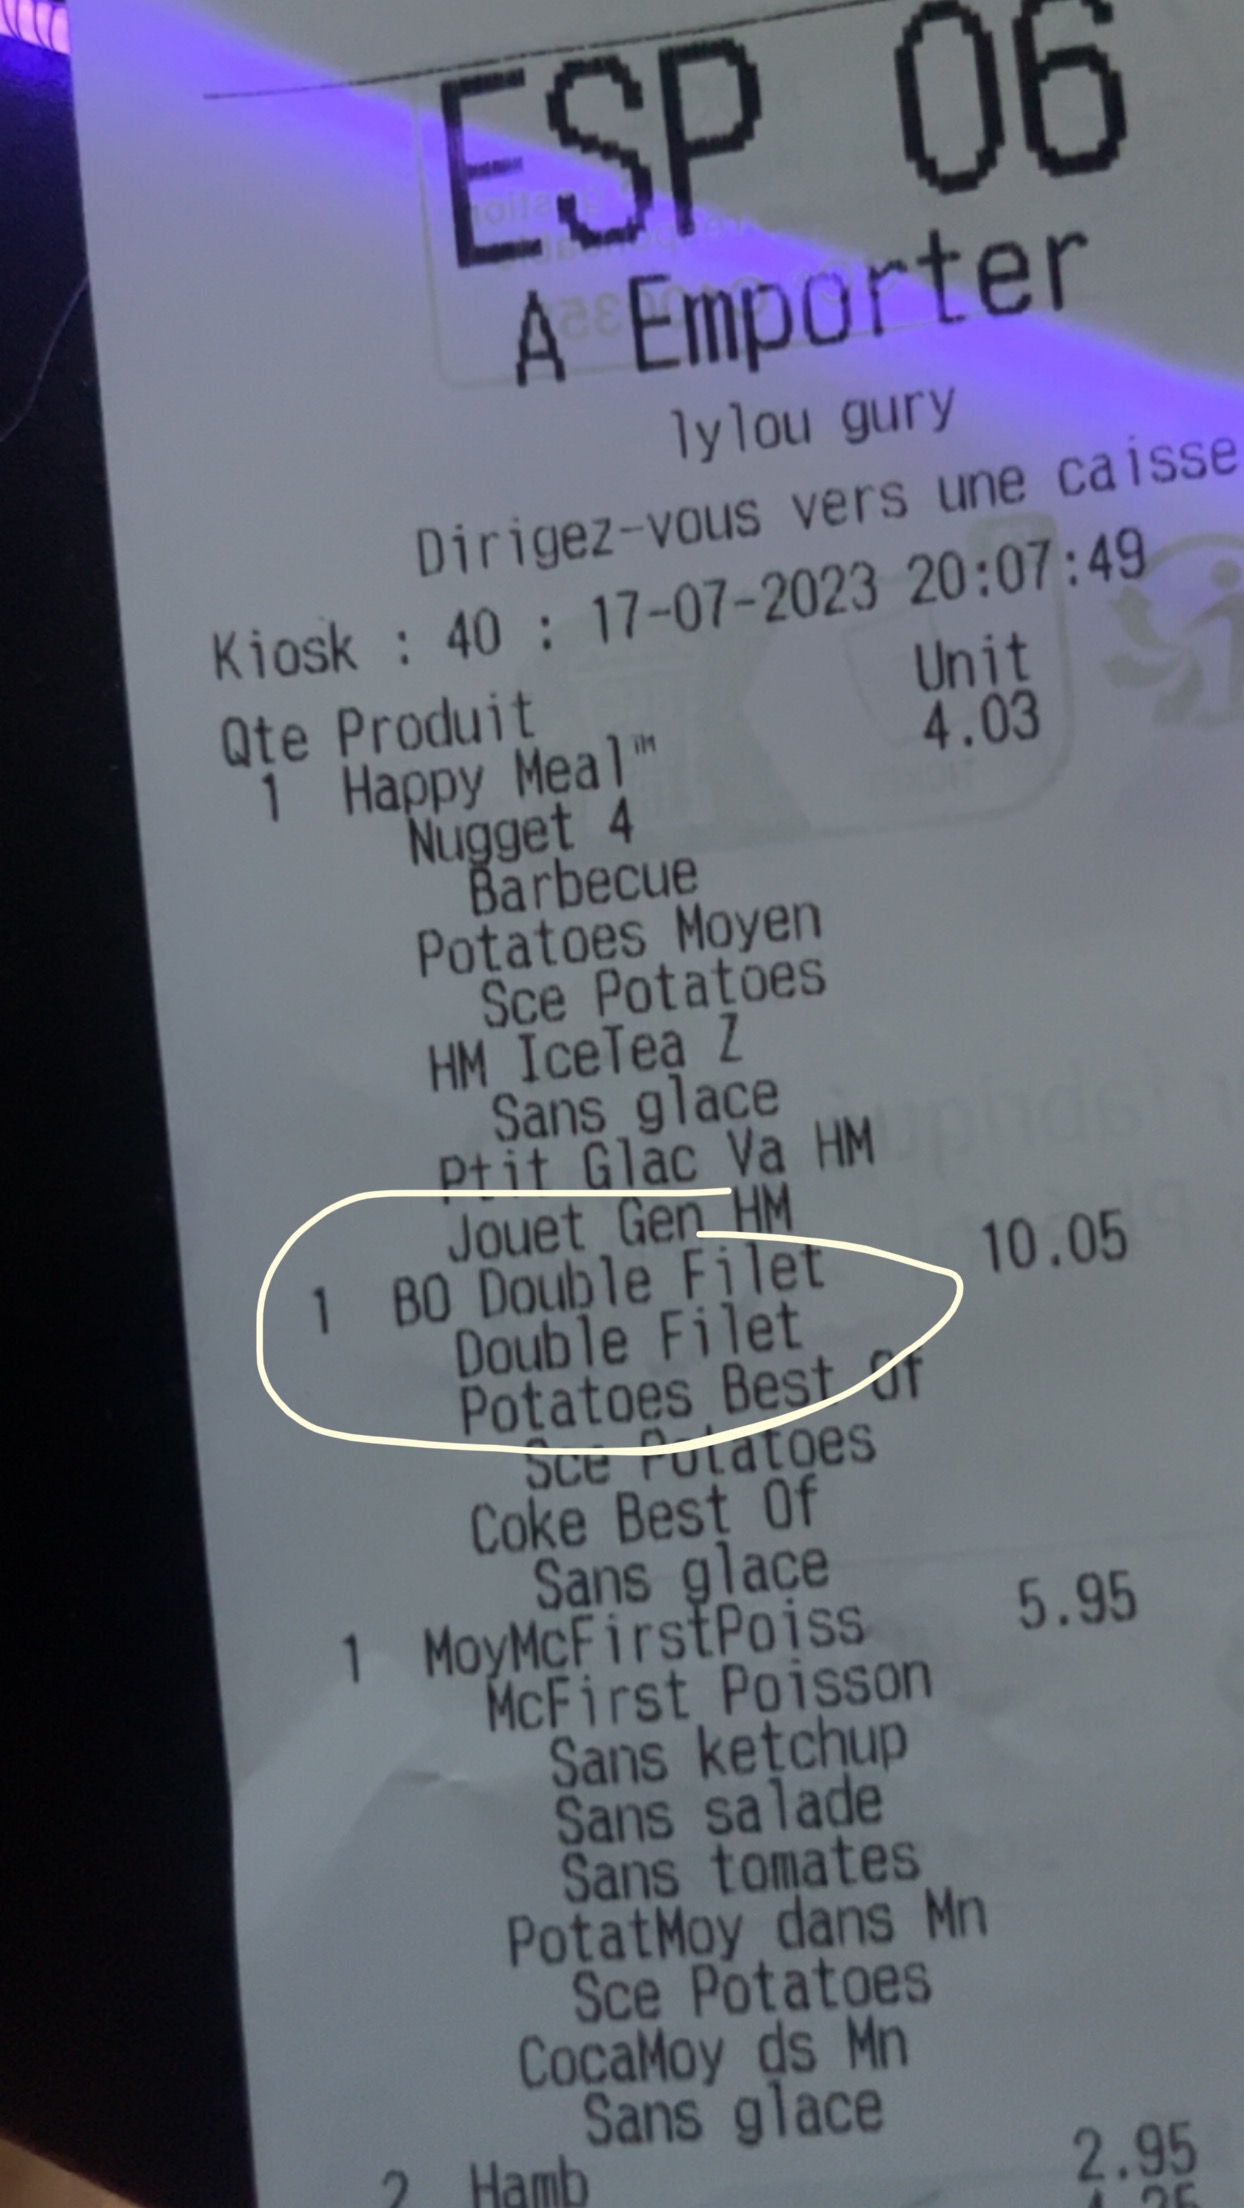 ESP 06
A Emporter
lylou gury
Dirigez-vous vers une caisse
Kiosk : 40 : 17-07-2023 20:07:49
Qte Produit Unit
1 Happy Meal™ 4.03
Nugget 4
Barbecue
Potatoes Moyen
Sce Potatoes
HM IceTea Z
Sans glace
Ptit Glac Va HM
Jouet Gen HM
1 BO Double Filet 10.05
Double Filet
Potatoes Best Of
Sce Potatoes
Coke Best Of
Sans glace
1 MoyMcFirstPoiss 5.95
McFirst Poisson
Sans ketchup
Sans salade
Sans tomates
PotatMoy dans Mn
Sce Potatoes
CocaMoy ds Mn
Sans glace
2 Hamb 2.95